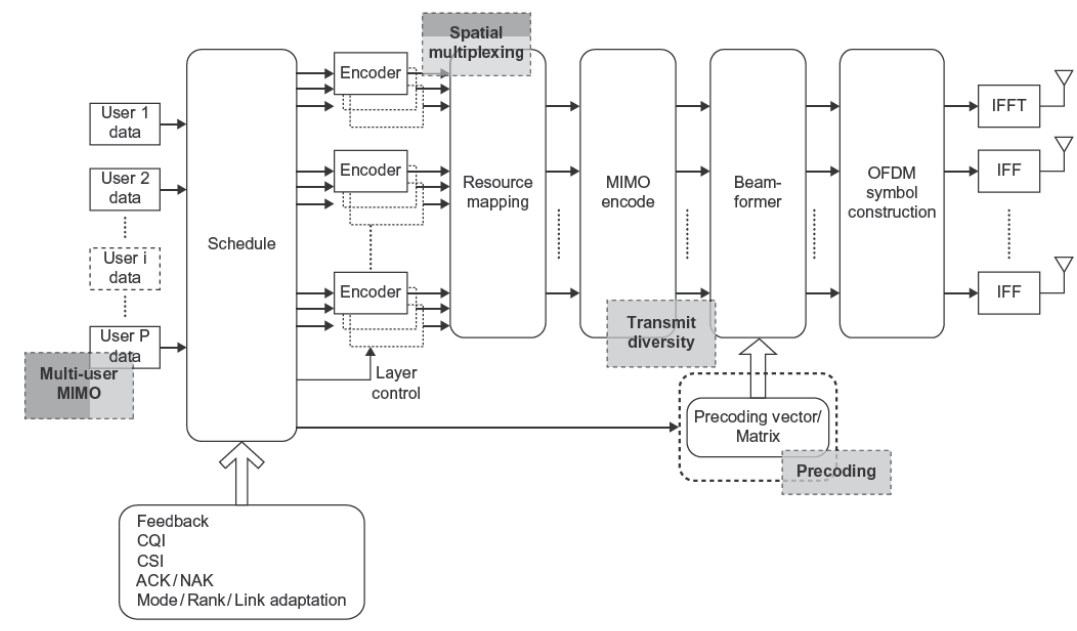 Spatial
multiplexing
Encoder
User 1
data
User 2
data
User i
data
User P
data
Multi-user
MIMO
Schedule
Encoder
Encoder
Layer
control
Resource
mapping
MIMO
encode
Transmit
diversity
Beam-
former
Precoding vector/
Matrix
Precoding
OFDM
symbol
construction
IFFT
IFF
IFF
Feedback
CQI
CSI
ACK/NAK
Mode/Rank/Link adaptation